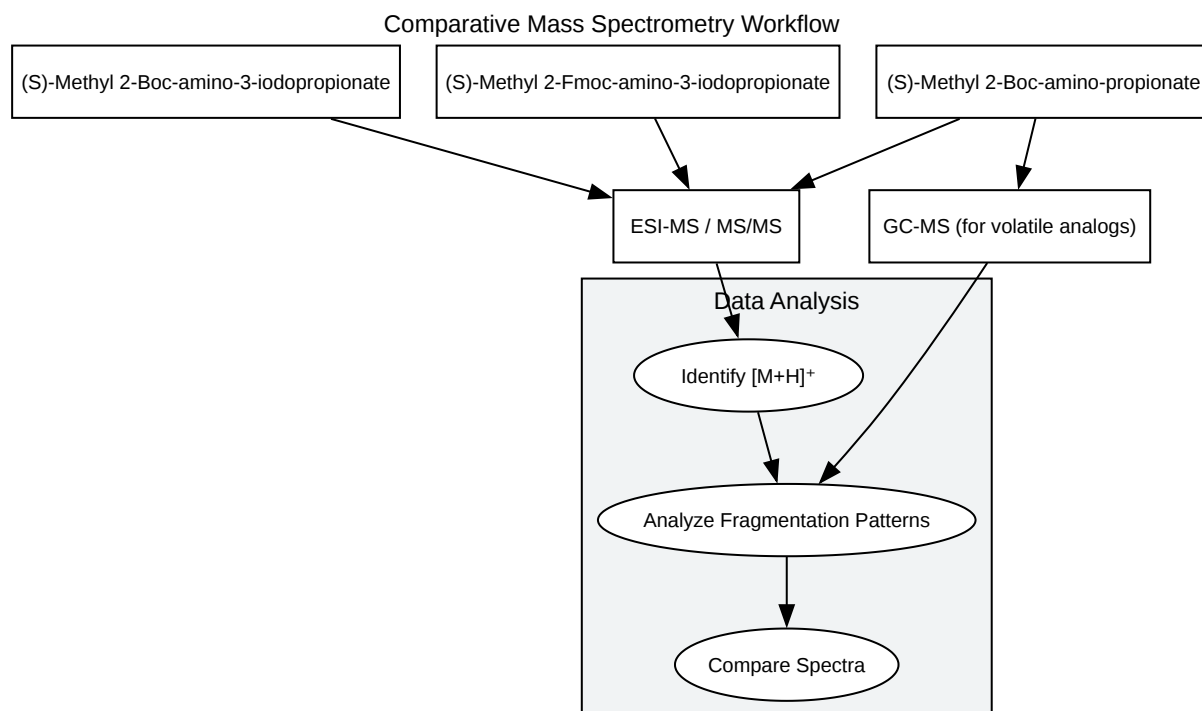 Comparative Mass Spectrometry Workflow
(S)-Methyl 2-Boc-amino-3-iodopropionate
(S)-Methyl 2-Fmoc-amino-3-iodopropionate
(S)-Methyl 2-Boc-amino-propionate
ESI-MS / MS/MS
GC-MS (for volatile analogs)
Data Analysis
Identify [M+H]⁺
Analyze Fragmentation Patterns
Compare Spectra